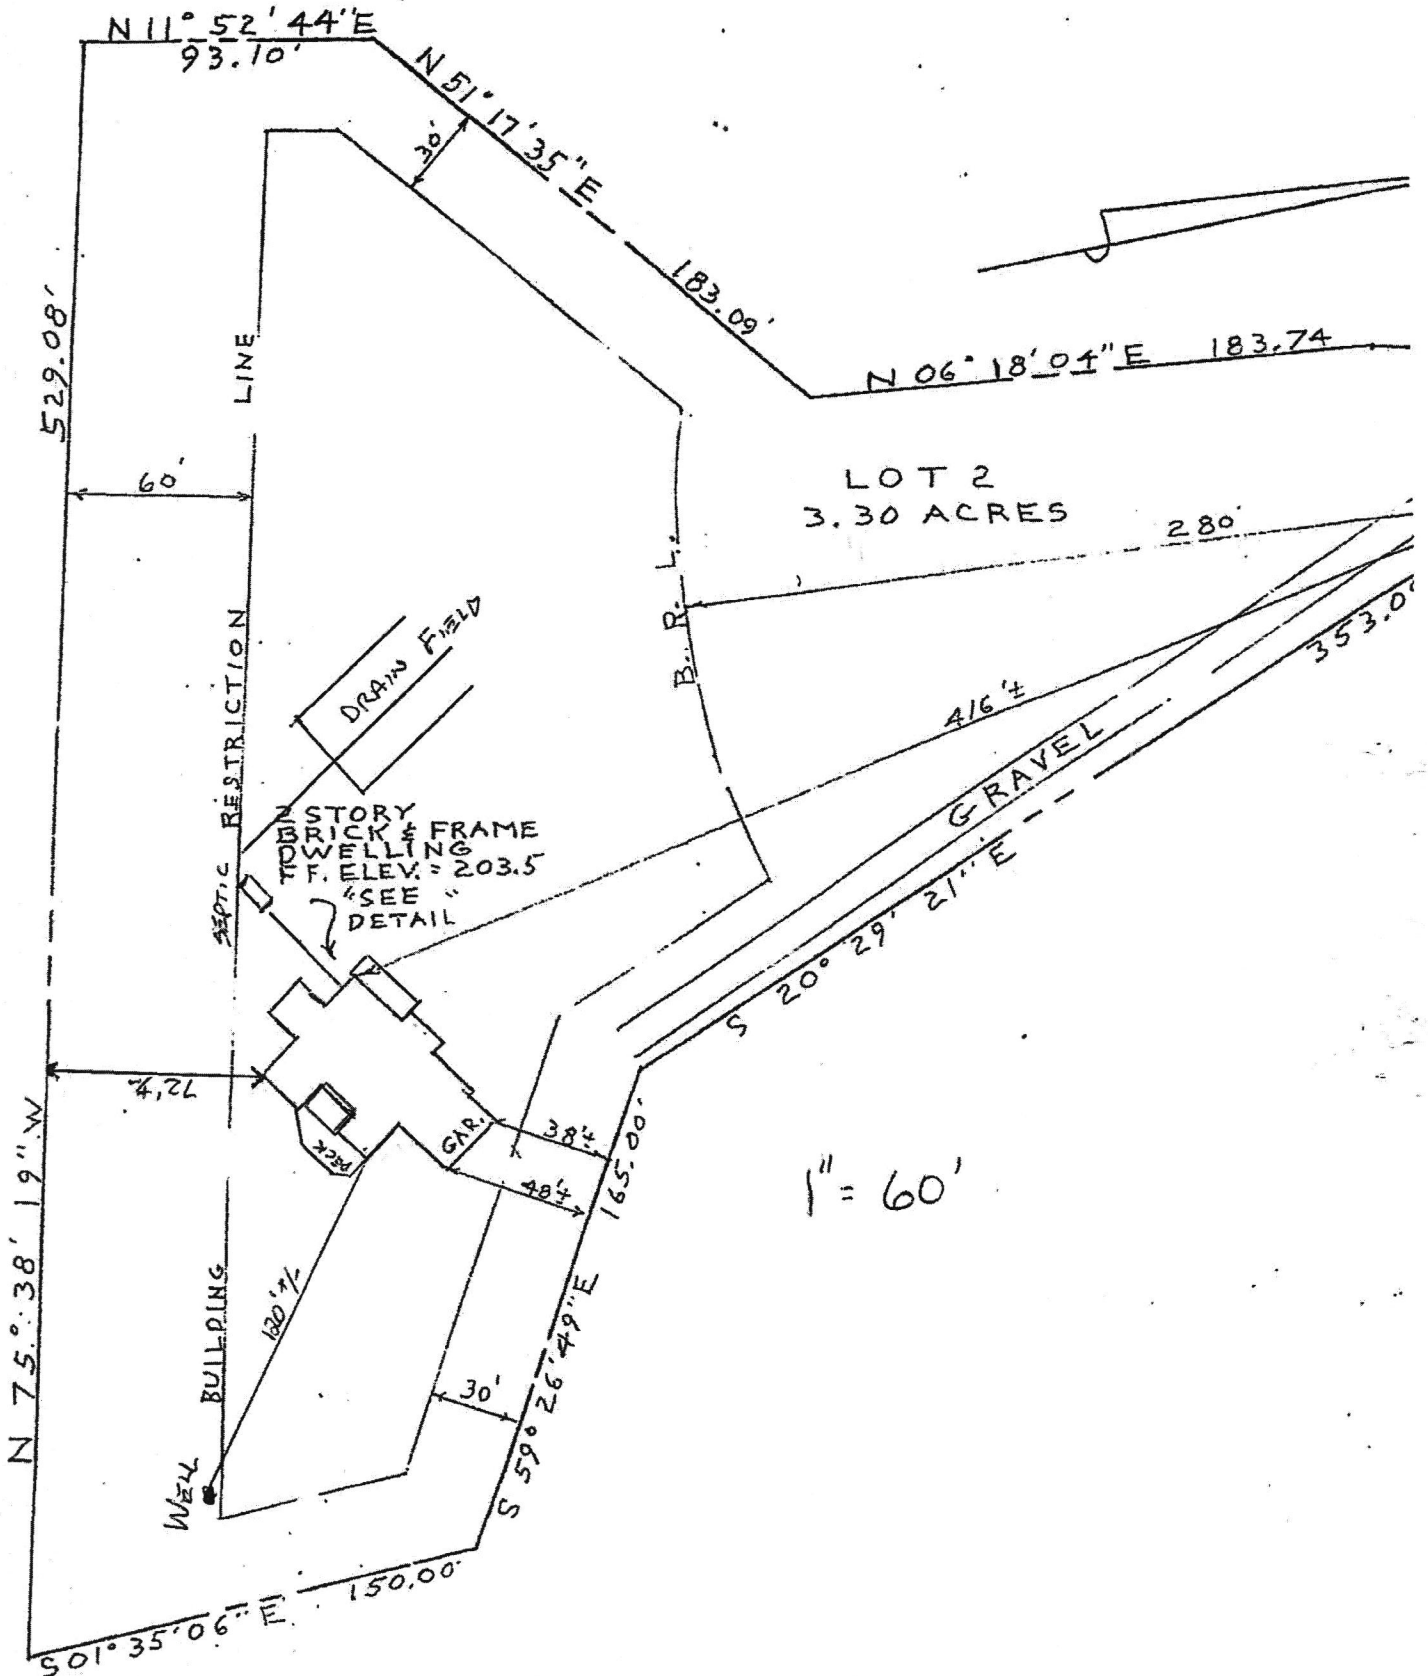 N 11° 52' 44" E
93.10'
N 51° 17' 35" E
183.09'
30'
N 06° 18' 04" E 183.74
529.08'
LINE
60'
LOT 2
3.30 ACRES
280'
B. R. L.
DRAIN FIELD
RESTRICTION
416'±
353.0
GRAVEL
2 STORY
BRICK & FRAME
DWELLING
FF. ELEV. = 203.5
"SEE "
DETAIL
SEPTIC
S 20° 29' 21" E
72'±
DECK
GAR.
38'±
48'±
165.00'
1" = 60'
N 75° 38' 19" W
BUILDING
120' +/-
30'
S 59° 26' 49" E
WELL
S 01° 35' 06" E 150.00'